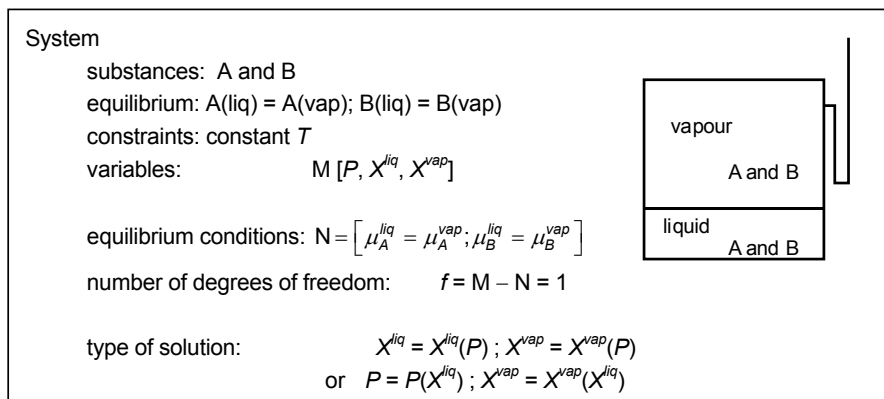 System
substances: A and B
equilibrium: A(liq) = A(vap); B(liq) = B(vap)
constraints: constant T
variables: M [P, X^liq, X^vap]
equilibrium conditions: N = [μ_A^liq = μ_A^vap; μ_B^liq = μ_B^vap]
number of degrees of freedom: f = M – N = 1
type of solution: X^liq = X^liq(P) ; X^vap = X^vap(P)
or P = P(X^liq) ; X^vap = X^vap(X^liq)
vapour
A and B
liquid
A and B